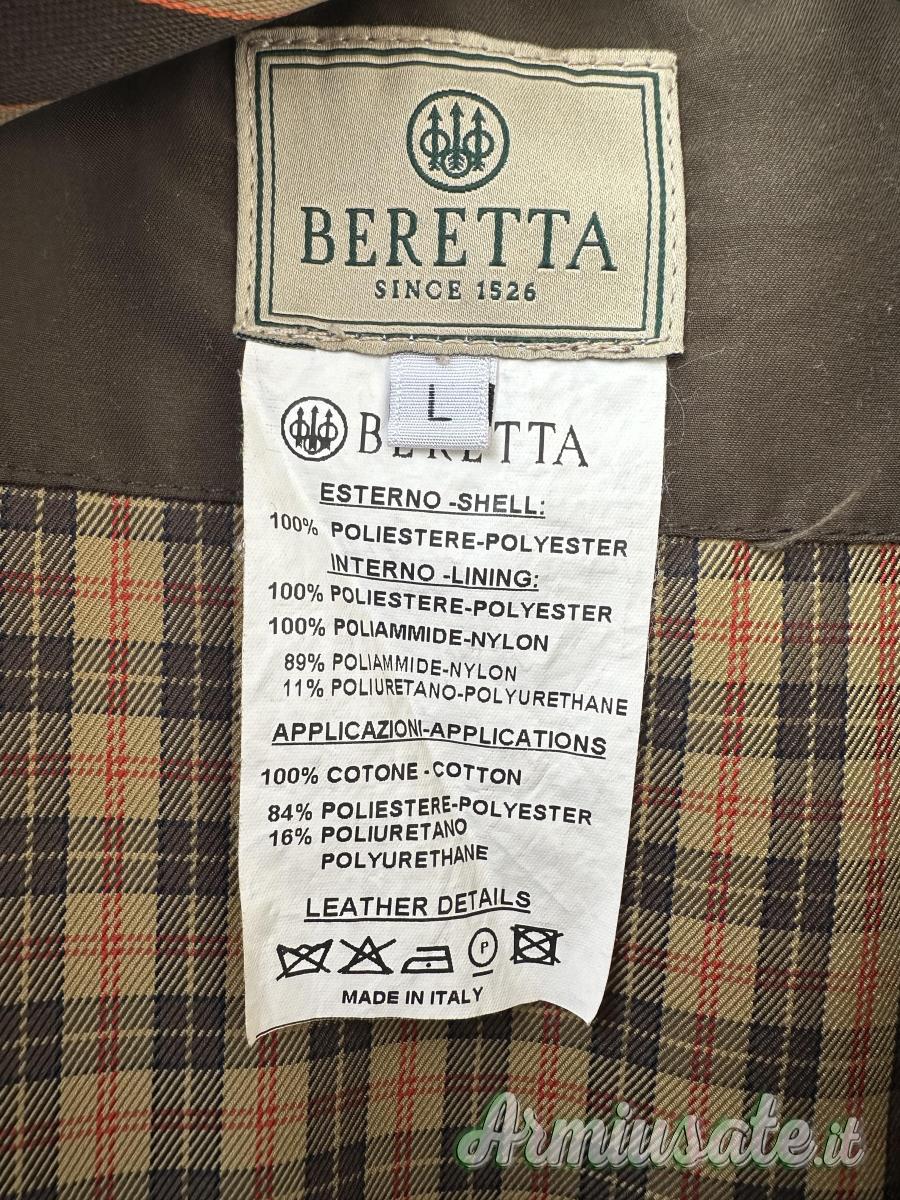 BERETTA
SINCE 1526
L
BERETTA
ESTERNO -SHELL:
100% POLIESTERE-POLYESTER
INTERNO -LINING:
100% POLIESTERE-POLYESTER
100% POLIAMMIDE-NYLON
89% POLIAMMIDE-NYLON
11% POLIURETANO-POLYURETHANE
APPLICAZIONI-APPLICATIONS
100% COTONE-COTTON
84% POLIESTERE-POLYESTER
16% POLIURETANO
POLYURETHANE
LEATHER DETAILS
P
MADE IN ITALY
Armiusate.it